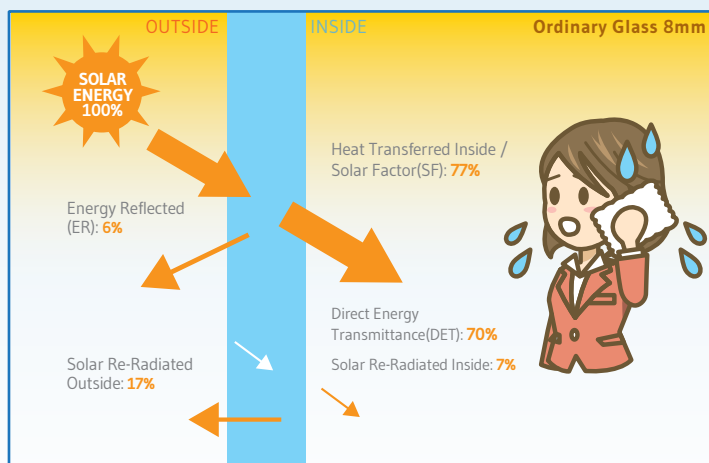 OUTSIDE
INSIDE
Ordinary Glass 8mm
SOLAR
ENERGY
100%
Heat Transferred Inside /
Solar Factor(SF): 77%
Energy Reflected
(ER): 6%
Direct Energy
Transmittance(DET): 70%
Solar Re-Radiated
Outside: 17%
Solar Re-Radiated Inside: 7%